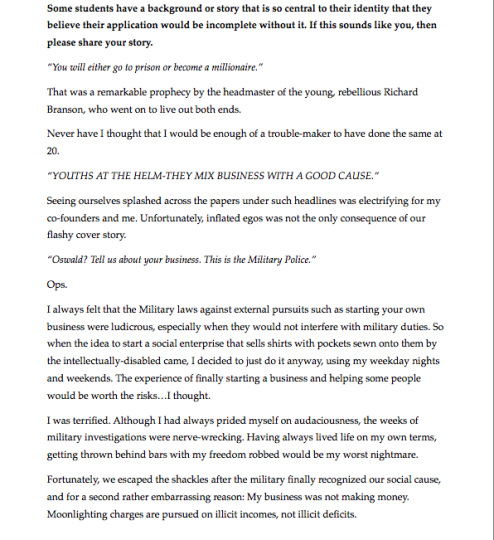 Some students have a background or story that is so central to their identity that they
believe their application would be incomplete without it. If this sounds like you, then
please share your story.
"You will either go to prison or become a millionaire."
That was a remarkable prophecy by the headmaster of the young, rebellious Richard
Branson, who went on to live out both ends.
Never have I thought that I would be enough of a trouble-maker to have done the same at
20.
"YOUTHS AT THE HELM-THEY MIX BUSINESS WITH A GOOD CAUSE."
Seeing ourselves splashed across the papers under such headlines was electrifying for my
co-founders and me. Unfortunately, inflated egos was not the only consequence of our
flashy cover story.
"Oswald? Tell us about your business. This is the Military Police."
Ops.
I always felt that the Military laws against external pursuits such as starting your own
business were ludicrous, especially when they would not interfere with military duties. So
when the idea to start a social enterprise that sells shirts with pockets sewn onto them by
the intellectually-disabled came, I decided to just do it anyway, using my weekday nights
and weekends. The experience of finally starting a business and helping some people
would be worth the risks…I thought.
I was terrified. Although I had always prided myself on audaciousness, the weeks of
military investigations were nerve-wrecking. Having always lived life on my own terms,
getting thrown behind bars with my freedom robbed would be my worst nightmare.
Fortunately, we escaped the shackles after the military finally recognized our social cause,
and for a second rather embarrassing reason: My business was not making money.
Moonlighting charges are pursued on illicit incomes, not illicit deficits.